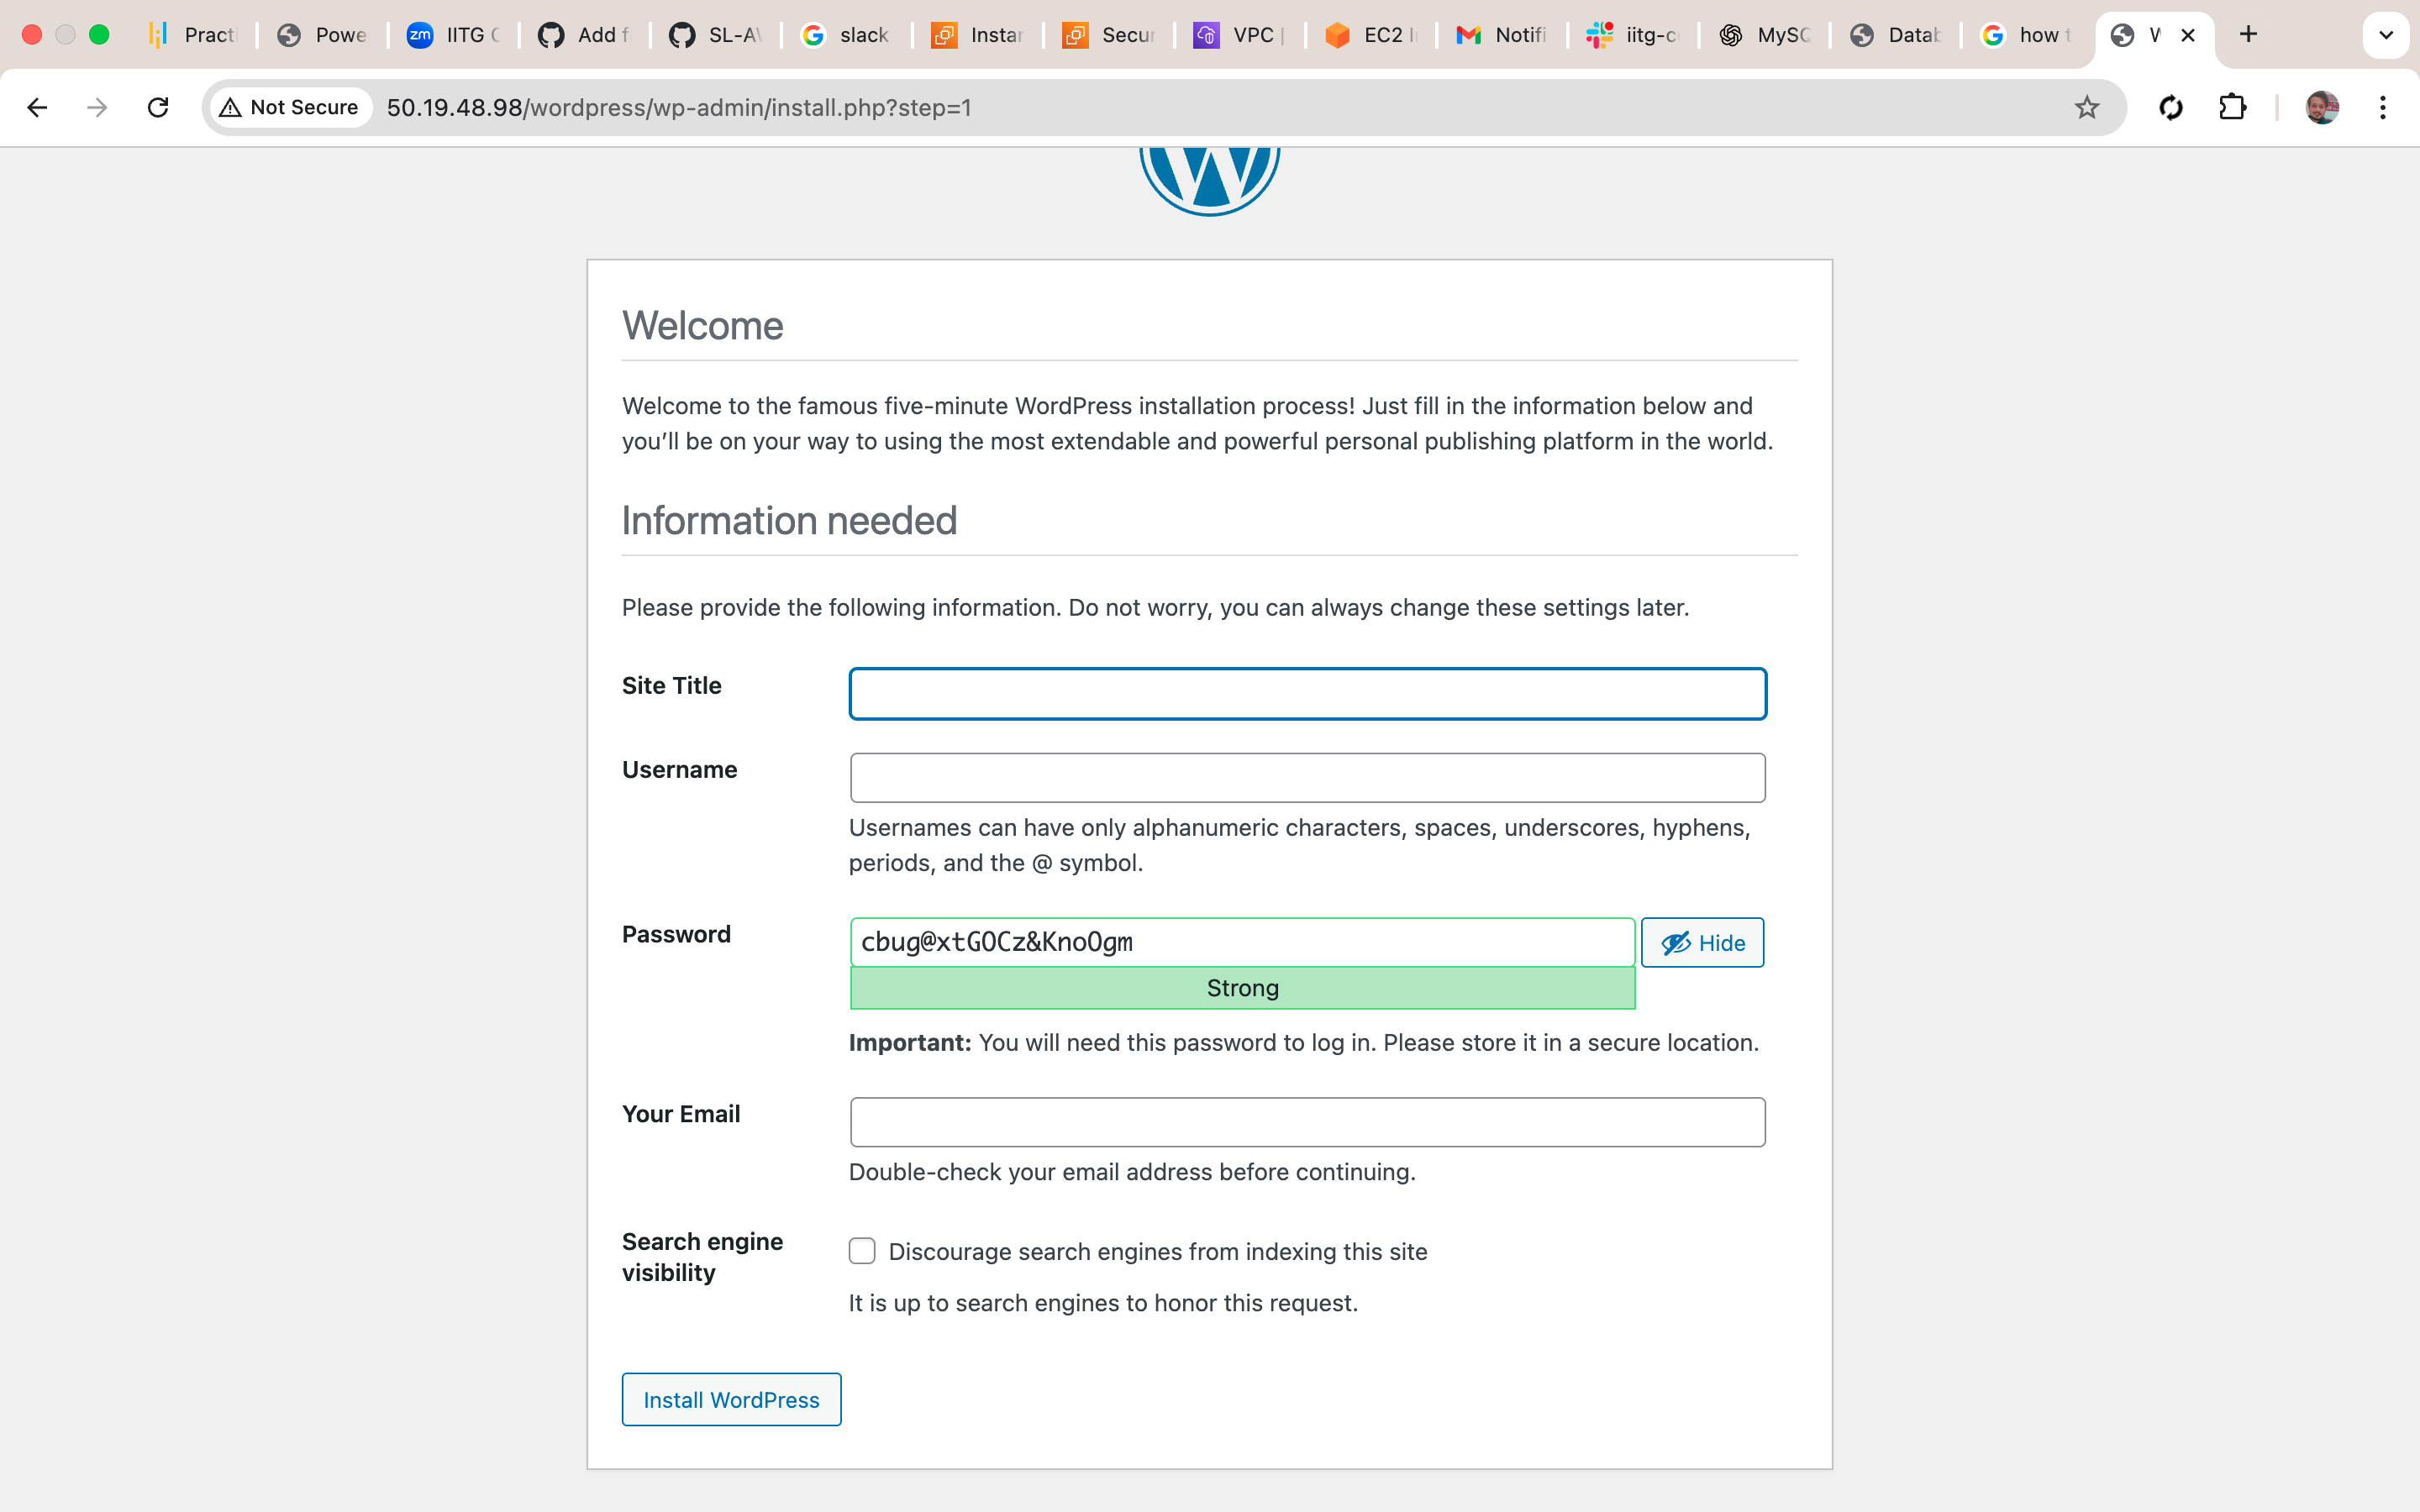 Pract
Powe
zm
IITG C
Add f
SL-AV
slack
Instar
Secur
VPC |
EC2 I
Notifi
iitg-c
MySQ
Datab
how t
Not Secure
50.19.48.98/wordpress/wp-admin/install.php?step=1
Welcome
Welcome to the famous five-minute WordPress installation process! Just fill in the information below and
you’ll be on your way to using the most extendable and powerful personal publishing platform in the world.
Information needed
Please provide the following information. Do not worry, you can always change these settings later.
Site Title
Username
Usernames can have only alphanumeric characters, spaces, underscores, hyphens,
periods, and the @ symbol.
Password
cbug@xtGOCz&KnoOgm
Hide
Strong
Important: You will need this password to log in. Please store it in a secure location.
Your Email
Double-check your email address before continuing.
Search engine
visibility
Discourage search engines from indexing this site
It is up to search engines to honor this request.
Install WordPress